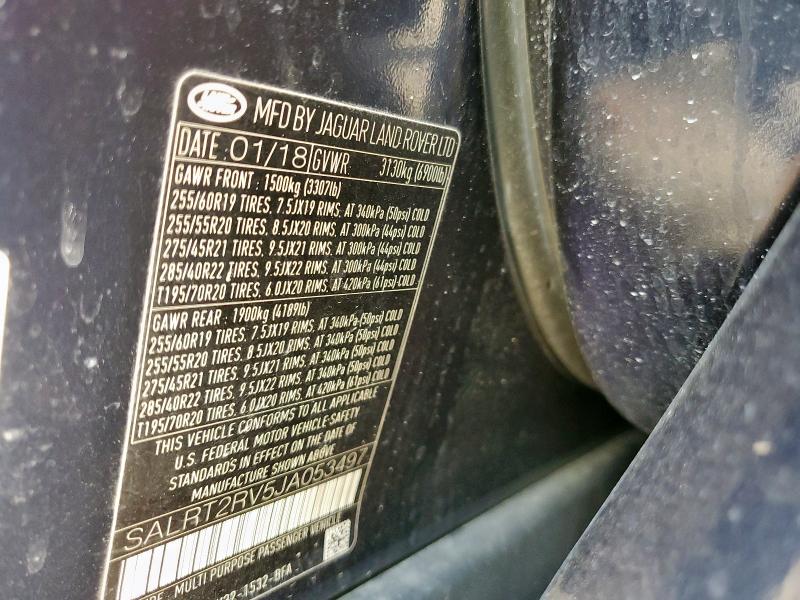 LAND ROVER
MFD BY JAGUAR LAND ROVER LTD
DATE : 01/18 GVWR: 3130kg (6900lb)
GAWR FRONT : 1500kg (3307lb)
255/60R19 TIRES, 7.5JX19 RIMS, AT 340kPa (50psi) COLD
255/55R20 TIRES, 8.5JX20 RIMS, AT 300kPa (44psi) COLD
275/45R21 TIRES, 9.5JX21 RIMS, AT 300kPa (44psi) COLD
285/40R22 TIRES, 9.5JX22 RIMS, AT 300kPa (44psi) COLD
T195/70R20 TIRES, 6.0JX20 RIMS, AT 420kPa (61psi) COLD
GAWR REAR : 1900kg (4189lb)
255/60R19 TIRES, 7.5JX19 RIMS, AT 340kPa (50psi) COLD
255/55R20 TIRES, 8.5JX20 RIMS, AT 340kPa (50psi) COLD
275/45R21 TIRES, 9.5JX21 RIMS, AT 340kPa (50psi) COLD
285/40R22 TIRES, 9.5JX22 RIMS, AT 340kPa (50psi) COLD
T195/70R20 TIRES, 6.0JX20 RIMS, AT 420kPa (61psi) COLD
THIS VEHICLE CONFORMS TO ALL APPLICABLE
U.S. FEDERAL MOTOR VEHICLE SAFETY
STANDARDS IN EFFECT ON THE DATE OF
MANUFACTURE SHOWN ABOVE
SALRT2RV5JA053497
MULTI PURPOSE PASSENGER VEHICLE
-1532-DFA